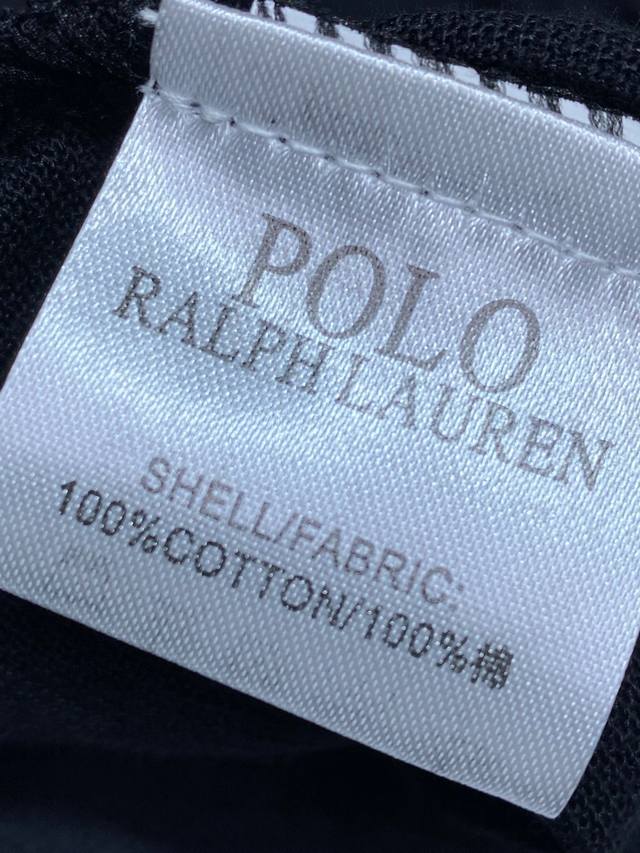 POLO
RALPH LAUREN
SHELL/FABRIC:
100%COTTON/100%棉